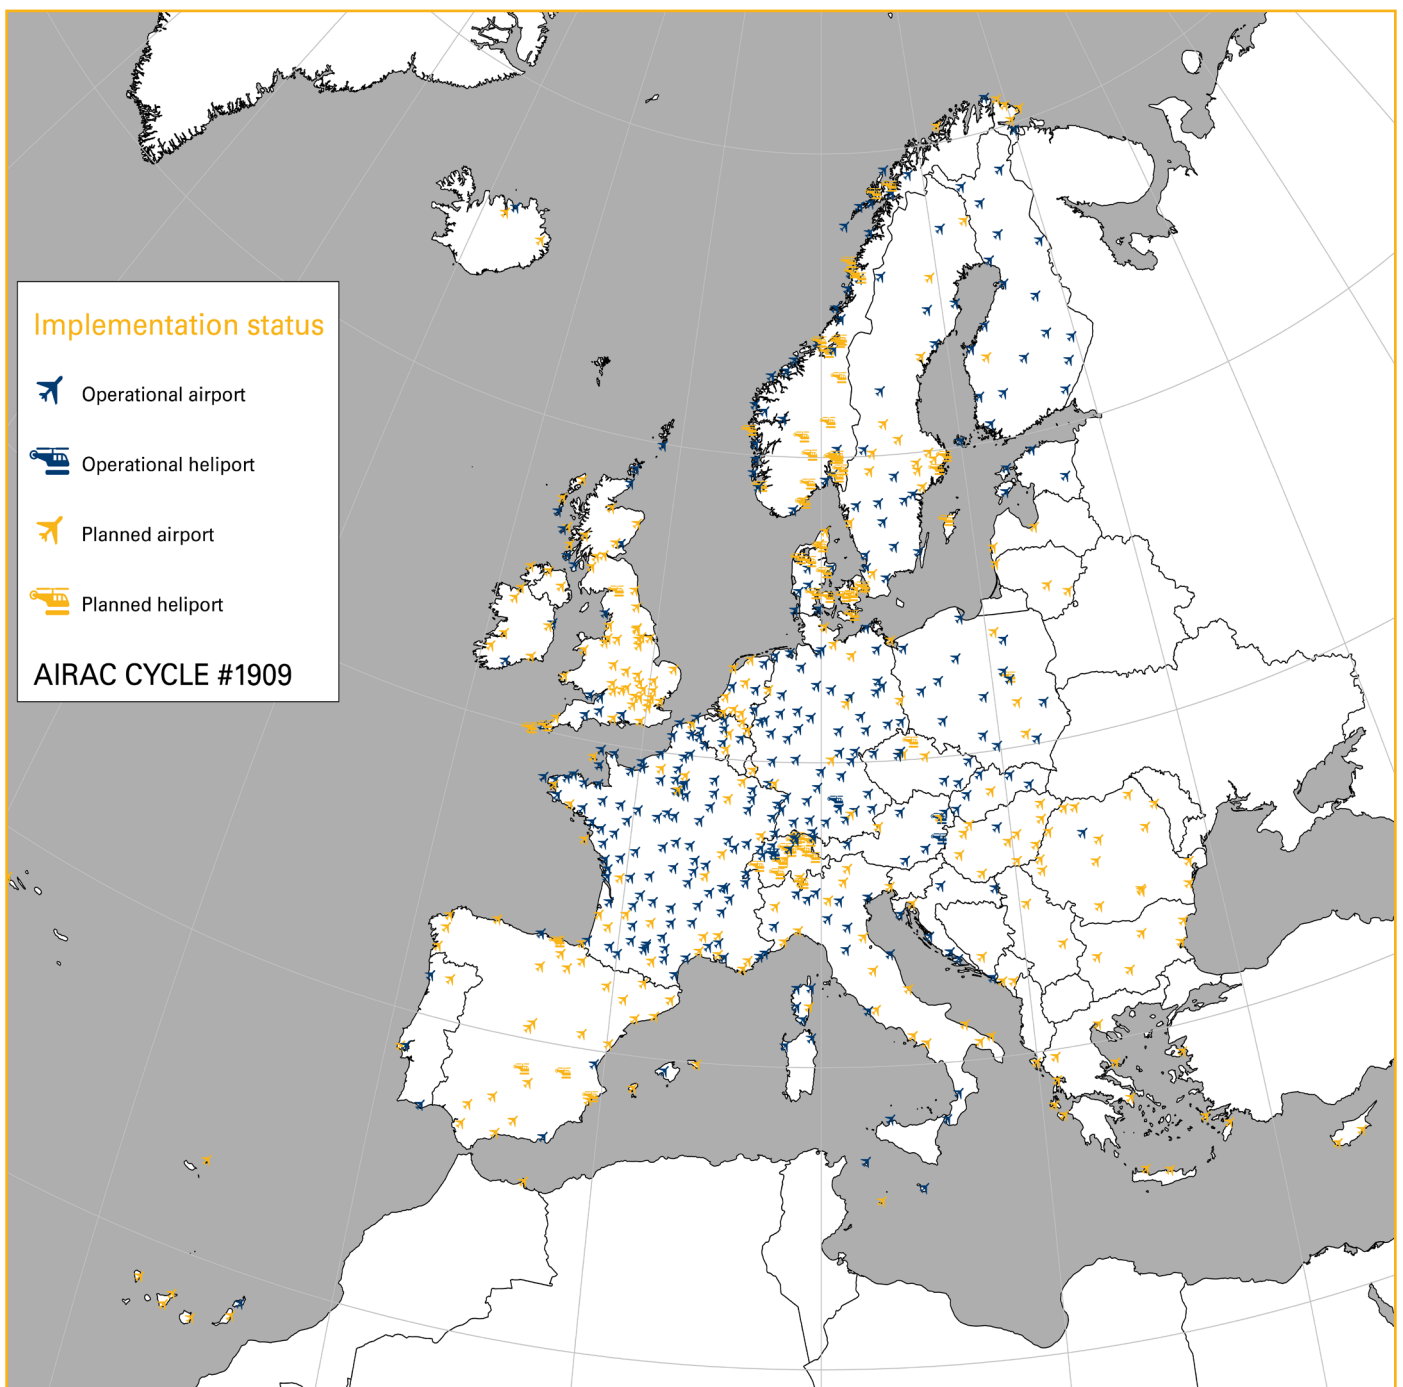 Implementation status
Operational airport
Operational heliport
Planned airport
Planned heliport
AIRAC CYCLE #1909